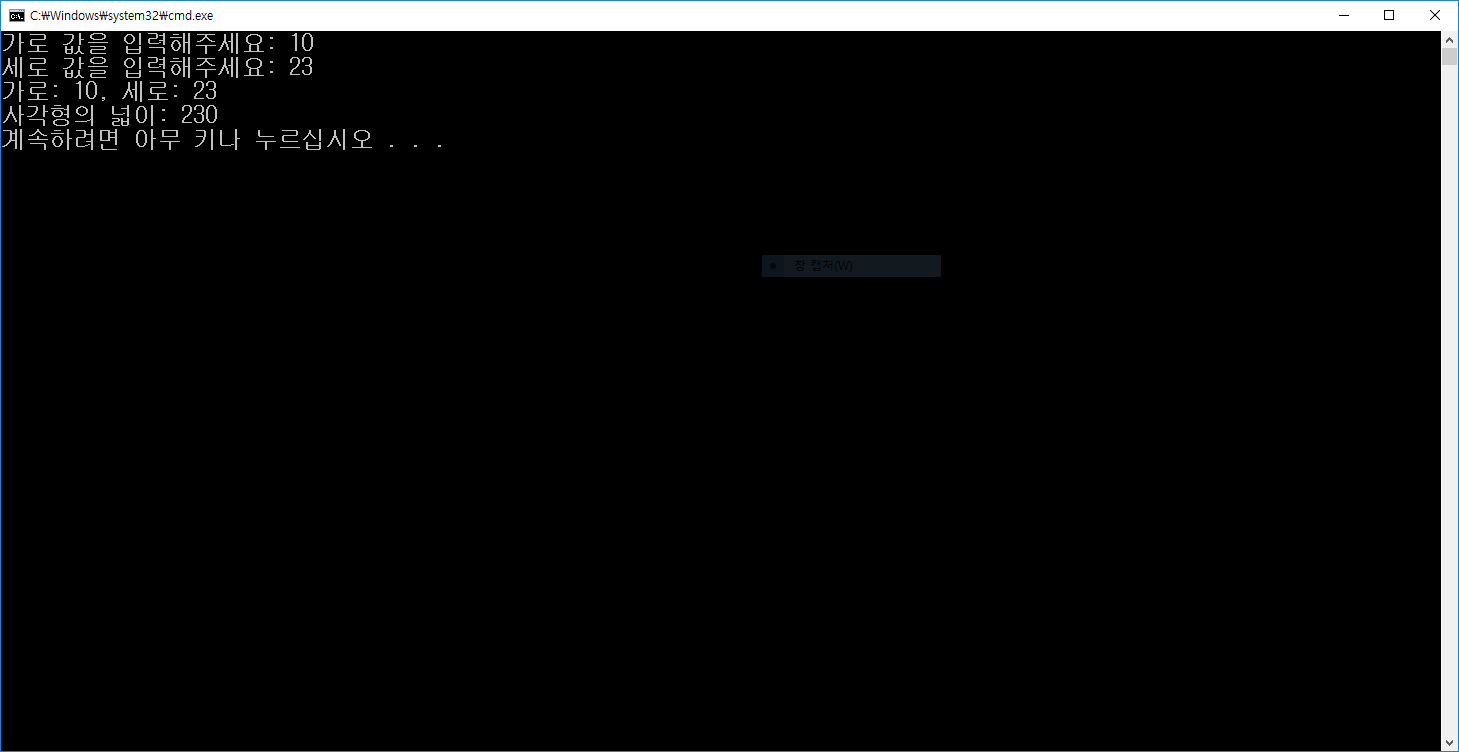 C:\Windows\system32\cmd.exe
가로 값을 입력해주세요: 10
세로 값을 입력해주세요: 23
가로: 10, 세로: 23
사각형의 넓이: 230
계속하려면 아무 키나 누르십시오 . . .
창 캡처(W)